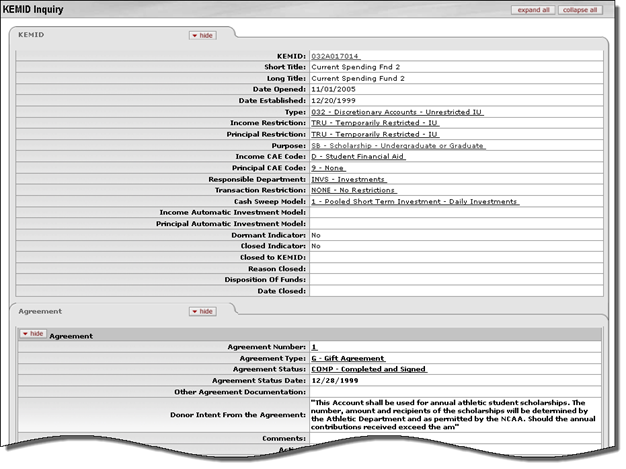 KEMID Inquiry
expand all collapse all
KEMID hide
KEMID: 032A017014
Short Title: Current Spending Fnd 2
Long Title: Current Spending Fund 2
Date Opened: 11/01/2005
Date Established: 12/20/1999
Type: 032 - Discretionary Accounts - Unrestricted IU
Income Restriction: TRU - Temporarily Restricted - IU
Principal Restriction: TRU - Temporarily Restricted - IU
Purpose: SB - Scholarship - Undergraduate or Graduate
Income CAE Code: D - Student Financial Aid
Principal CAE Code: 9 - None
Responsible Department: INVS - Investments
Transaction Restriction: NONE - No Restrictions
Cash Sweep Model: 1 - Pooled Short Term Investment - Daily Investments
Income Automatic Investment Model:
Principal Automatic Investment Model:
Dormant Indicator: No
Closed Indicator: No
Closed to KEMID:
Reason Closed:
Disposition Of Funds:
Date Closed:
Agreement hide
hide Agreement
Agreement Number: 1
Agreement Type: G - Gift Agreement
Agreement Status: COMP - Completed and Signed
Agreement Status Date: 12/28/1999
Other Agreement Documentation:
Donor Intent From the Agreement: "This Account shall be used for annual athletic student scholarships. The
number, amount and recipients of the scholarships will be determined by
the Athletic Department and as permitted by the NCAA. Should the annual
contributions received exceed the am"
Comments: